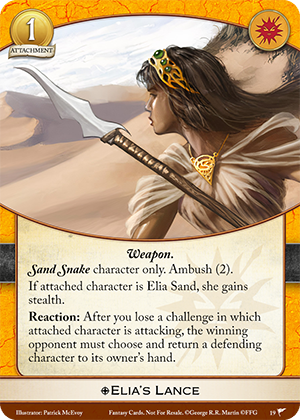 1
ATTACHMENT
Weapon.
Sand Snake character only. Ambush (2).
If attached character is Elia Sand, she gains
stealth.
Reaction: After you lose a challenge in which
attached character is attacking, the winning
opponent must choose and return a defending
character to its owner's hand.
Elia's Lance
Illustrator: Patrick McEvoy Fantasy Cards. Not For Resale. ©George R.R. Martin ©FFG 19